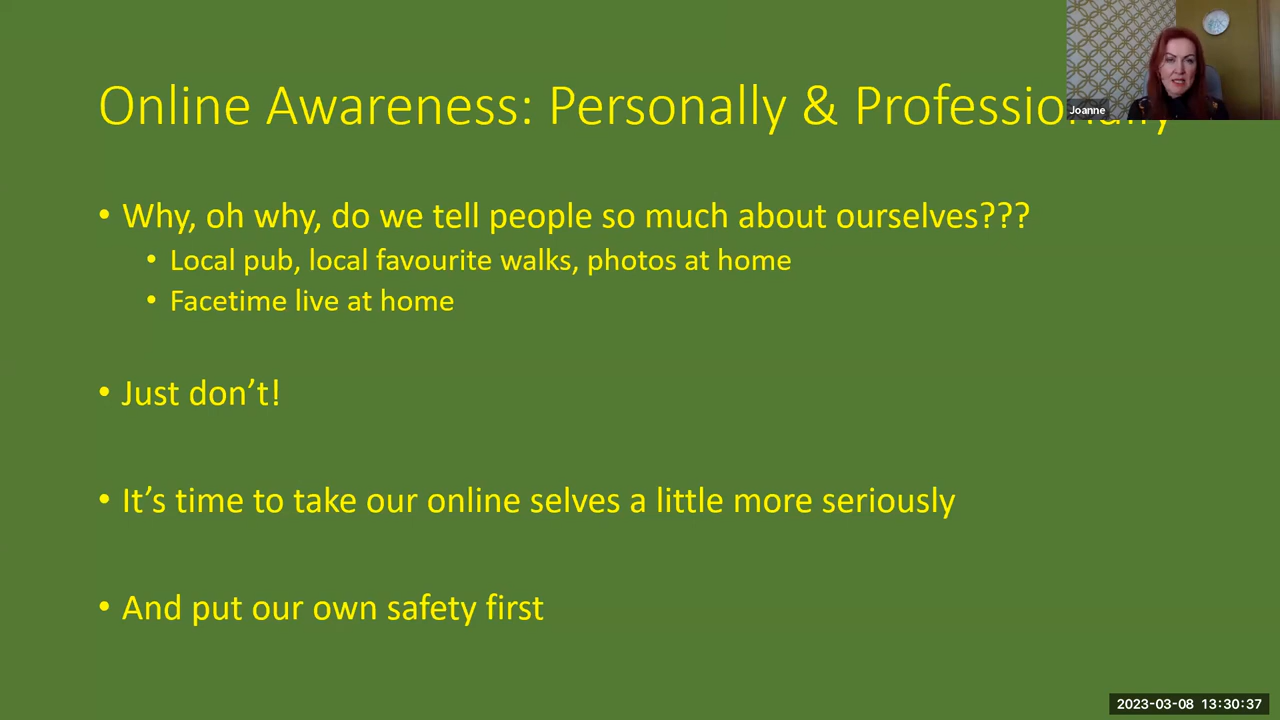 Online Awareness: Personally & Professionally
Joanne
• Why, oh why, do we tell people so much about ourselves???
• Local pub, local favourite walks, photos at home
• Facetime live at home
• Just don’t!
• It’s time to take our online selves a little more seriously
• And put our own safety first
2023-03-08 13:30:37